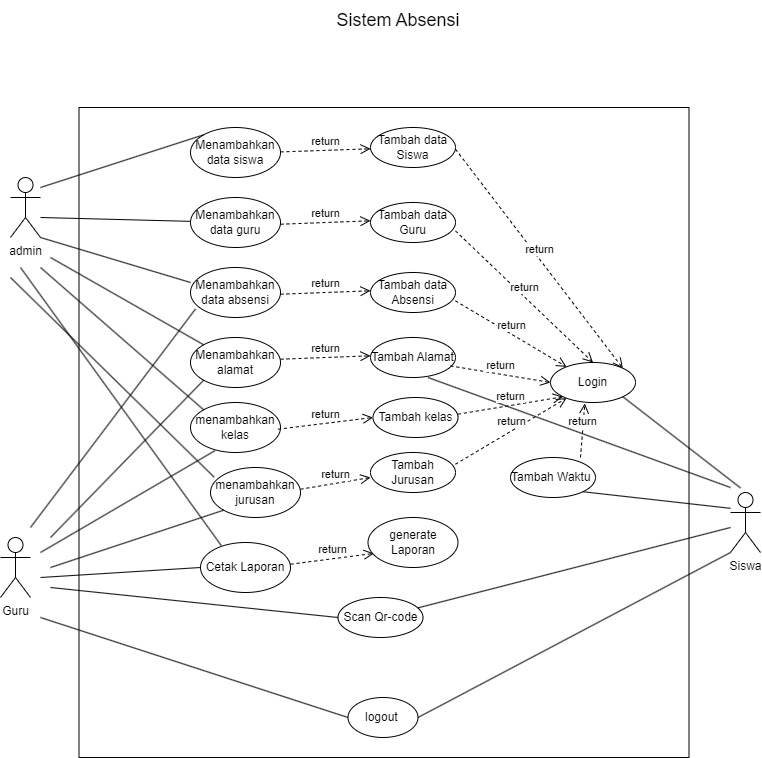 Sistem Absensi
Menambahkan
data siswa
return
Tambah data
Siswa
admin
Menambahkan
data guru
return
Tambah data
Guru
return
Menambahkan
data absensi
return
Tambah data
Absensi
return
return
Menambahkan
alamat
return
Tambah Alamat
return
Login
menambahkan
kelas
return
Tambah kelas
return
return
return
menambahkan
jurusan
return
Tambah
Jurusan
Tambah Waktu
Cetak Laporan
return
generate
Laporan
Siswa
Guru
Scan Qr-code
logout